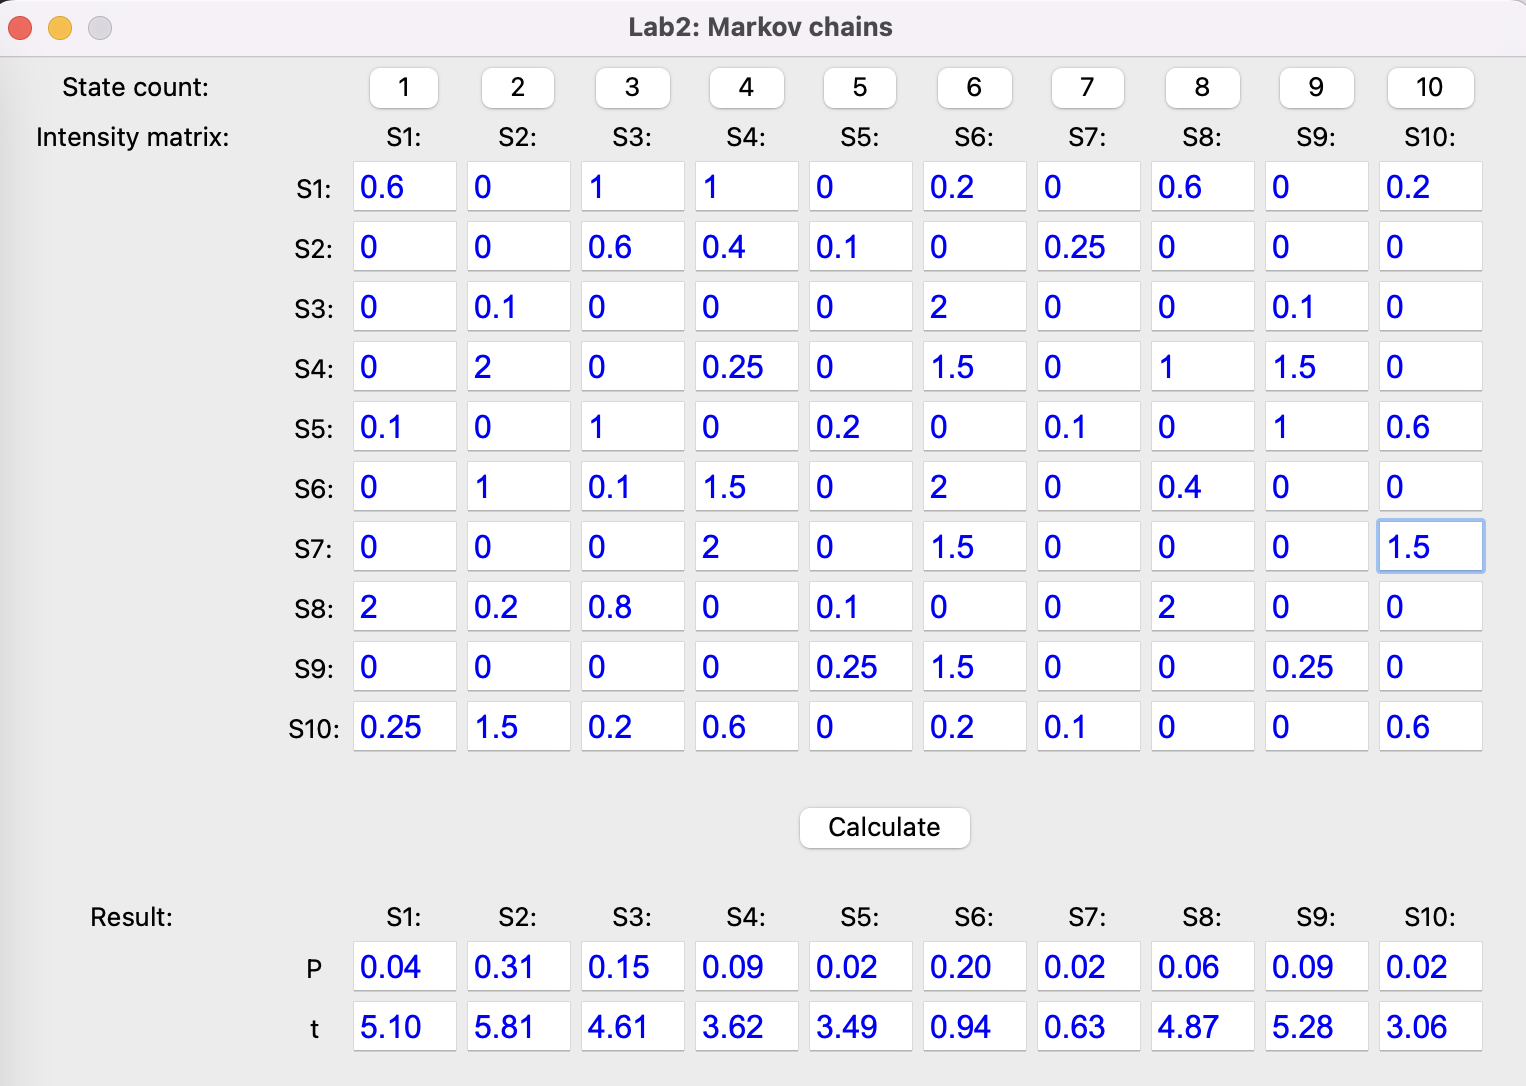 Lab2: Markov chains
State count: 1 2 3 4 5 6 7 8 9 10
Intensity matrix: S1: S2: S3: S4: S5: S6: S7: S8: S9: S10:
S1: 0.6 0 1 1 0 0.2 0 0.6 0 0.2
S2: 0 0 0.6 0.4 0.1 0 0.25 0 0 0
S3: 0 0.1 0 0 0 2 0 0 0.1 0
S4: 0 2 0 0.25 0 1.5 0 1 1.5 0
S5: 0.1 0 1 0 0.2 0 0.1 0 1 0.6
S6: 0 1 0.1 1.5 0 2 0 0.4 0 0
S7: 0 0 0 2 0 1.5 0 0 0 1.5
S8: 2 0.2 0.8 0 0.1 0 0 2 0 0
S9: 0 0 0 0 0.25 1.5 0 0 0.25 0
S10: 0.25 1.5 0.2 0.6 0 0.2 0.1 0 0 0.6
Calculate
Result: S1: S2: S3: S4: S5: S6: S7: S8: S9: S10:
P 0.04 0.31 0.15 0.09 0.02 0.20 0.02 0.06 0.09 0.02
t 5.10 5.81 4.61 3.62 3.49 0.94 0.63 4.87 5.28 3.06